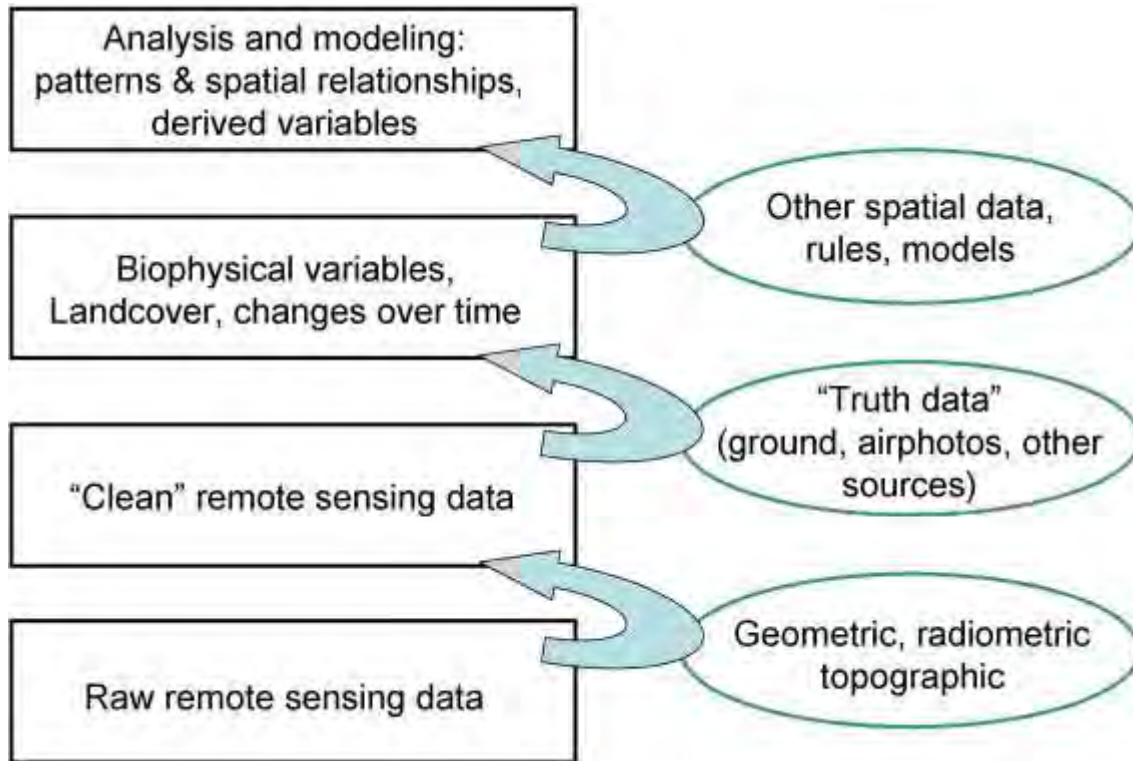 Analysis and modeling:
patterns & spatial relationships,
derived variables
Other spatial data,
rules, models
Biophysical variables,
Landcover, changes over time
“Truth data”
(ground, airphotos, other
sources)
“Clean” remote sensing data
Geometric, radiometric
topographic
Raw remote sensing data